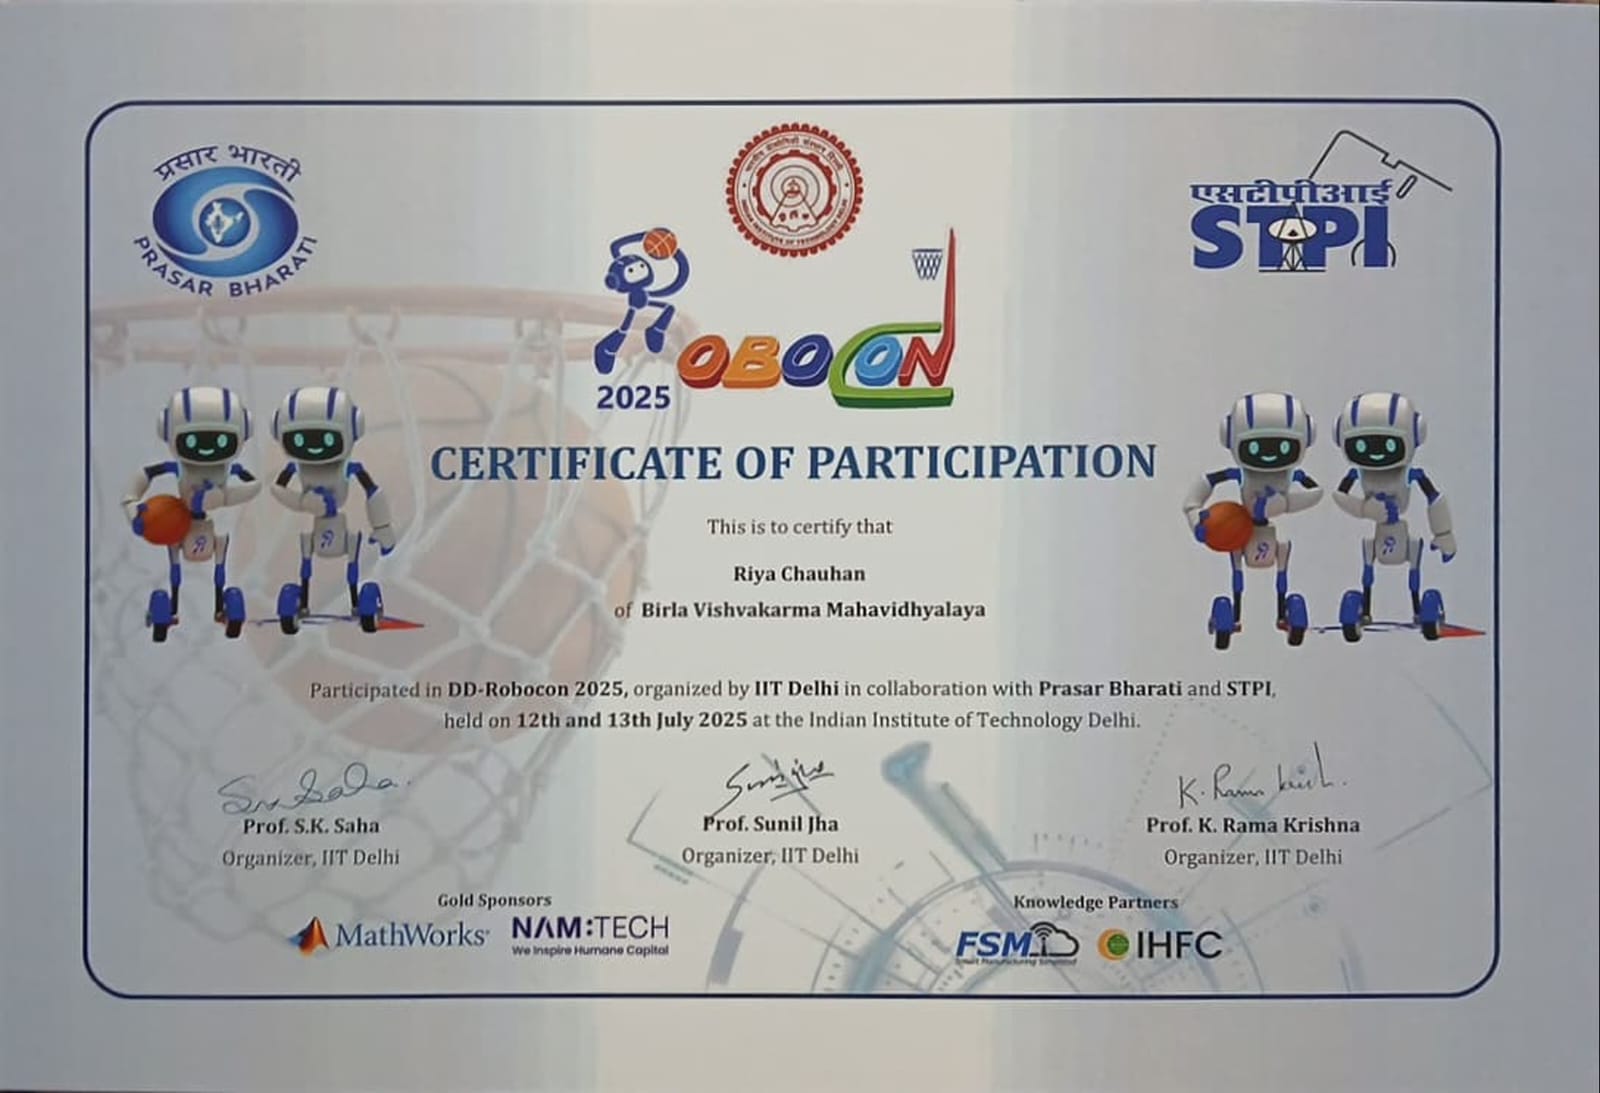 प्रसार भारती
PRASAR BHARATI
एसटीपीआई
STPI
2025
ROBOCON
CERTIFICATE OF PARTICIPATION
This is to certify that
Riya Chauhan
of Birla Vishvakarma Mahavidhyalaya
Participated in DD-Robocon 2025, organized by IIT Delhi in collaboration with Prasar Bharati and STPI,
held on 12th and 13th July 2025 at the Indian Institute of Technology Delhi.
Prof. S.K. Saha
Organizer, IIT Delhi
Prof. Sunil Jha
Organizer, IIT Delhi
K. Rama
Prof. K. Rama Krishna
Organizer, IIT Delhi
Gold Sponsors
MathWorks
NAM:TECH
We Inspire Humane Capital
Knowledge Partners
FSM
IHFC